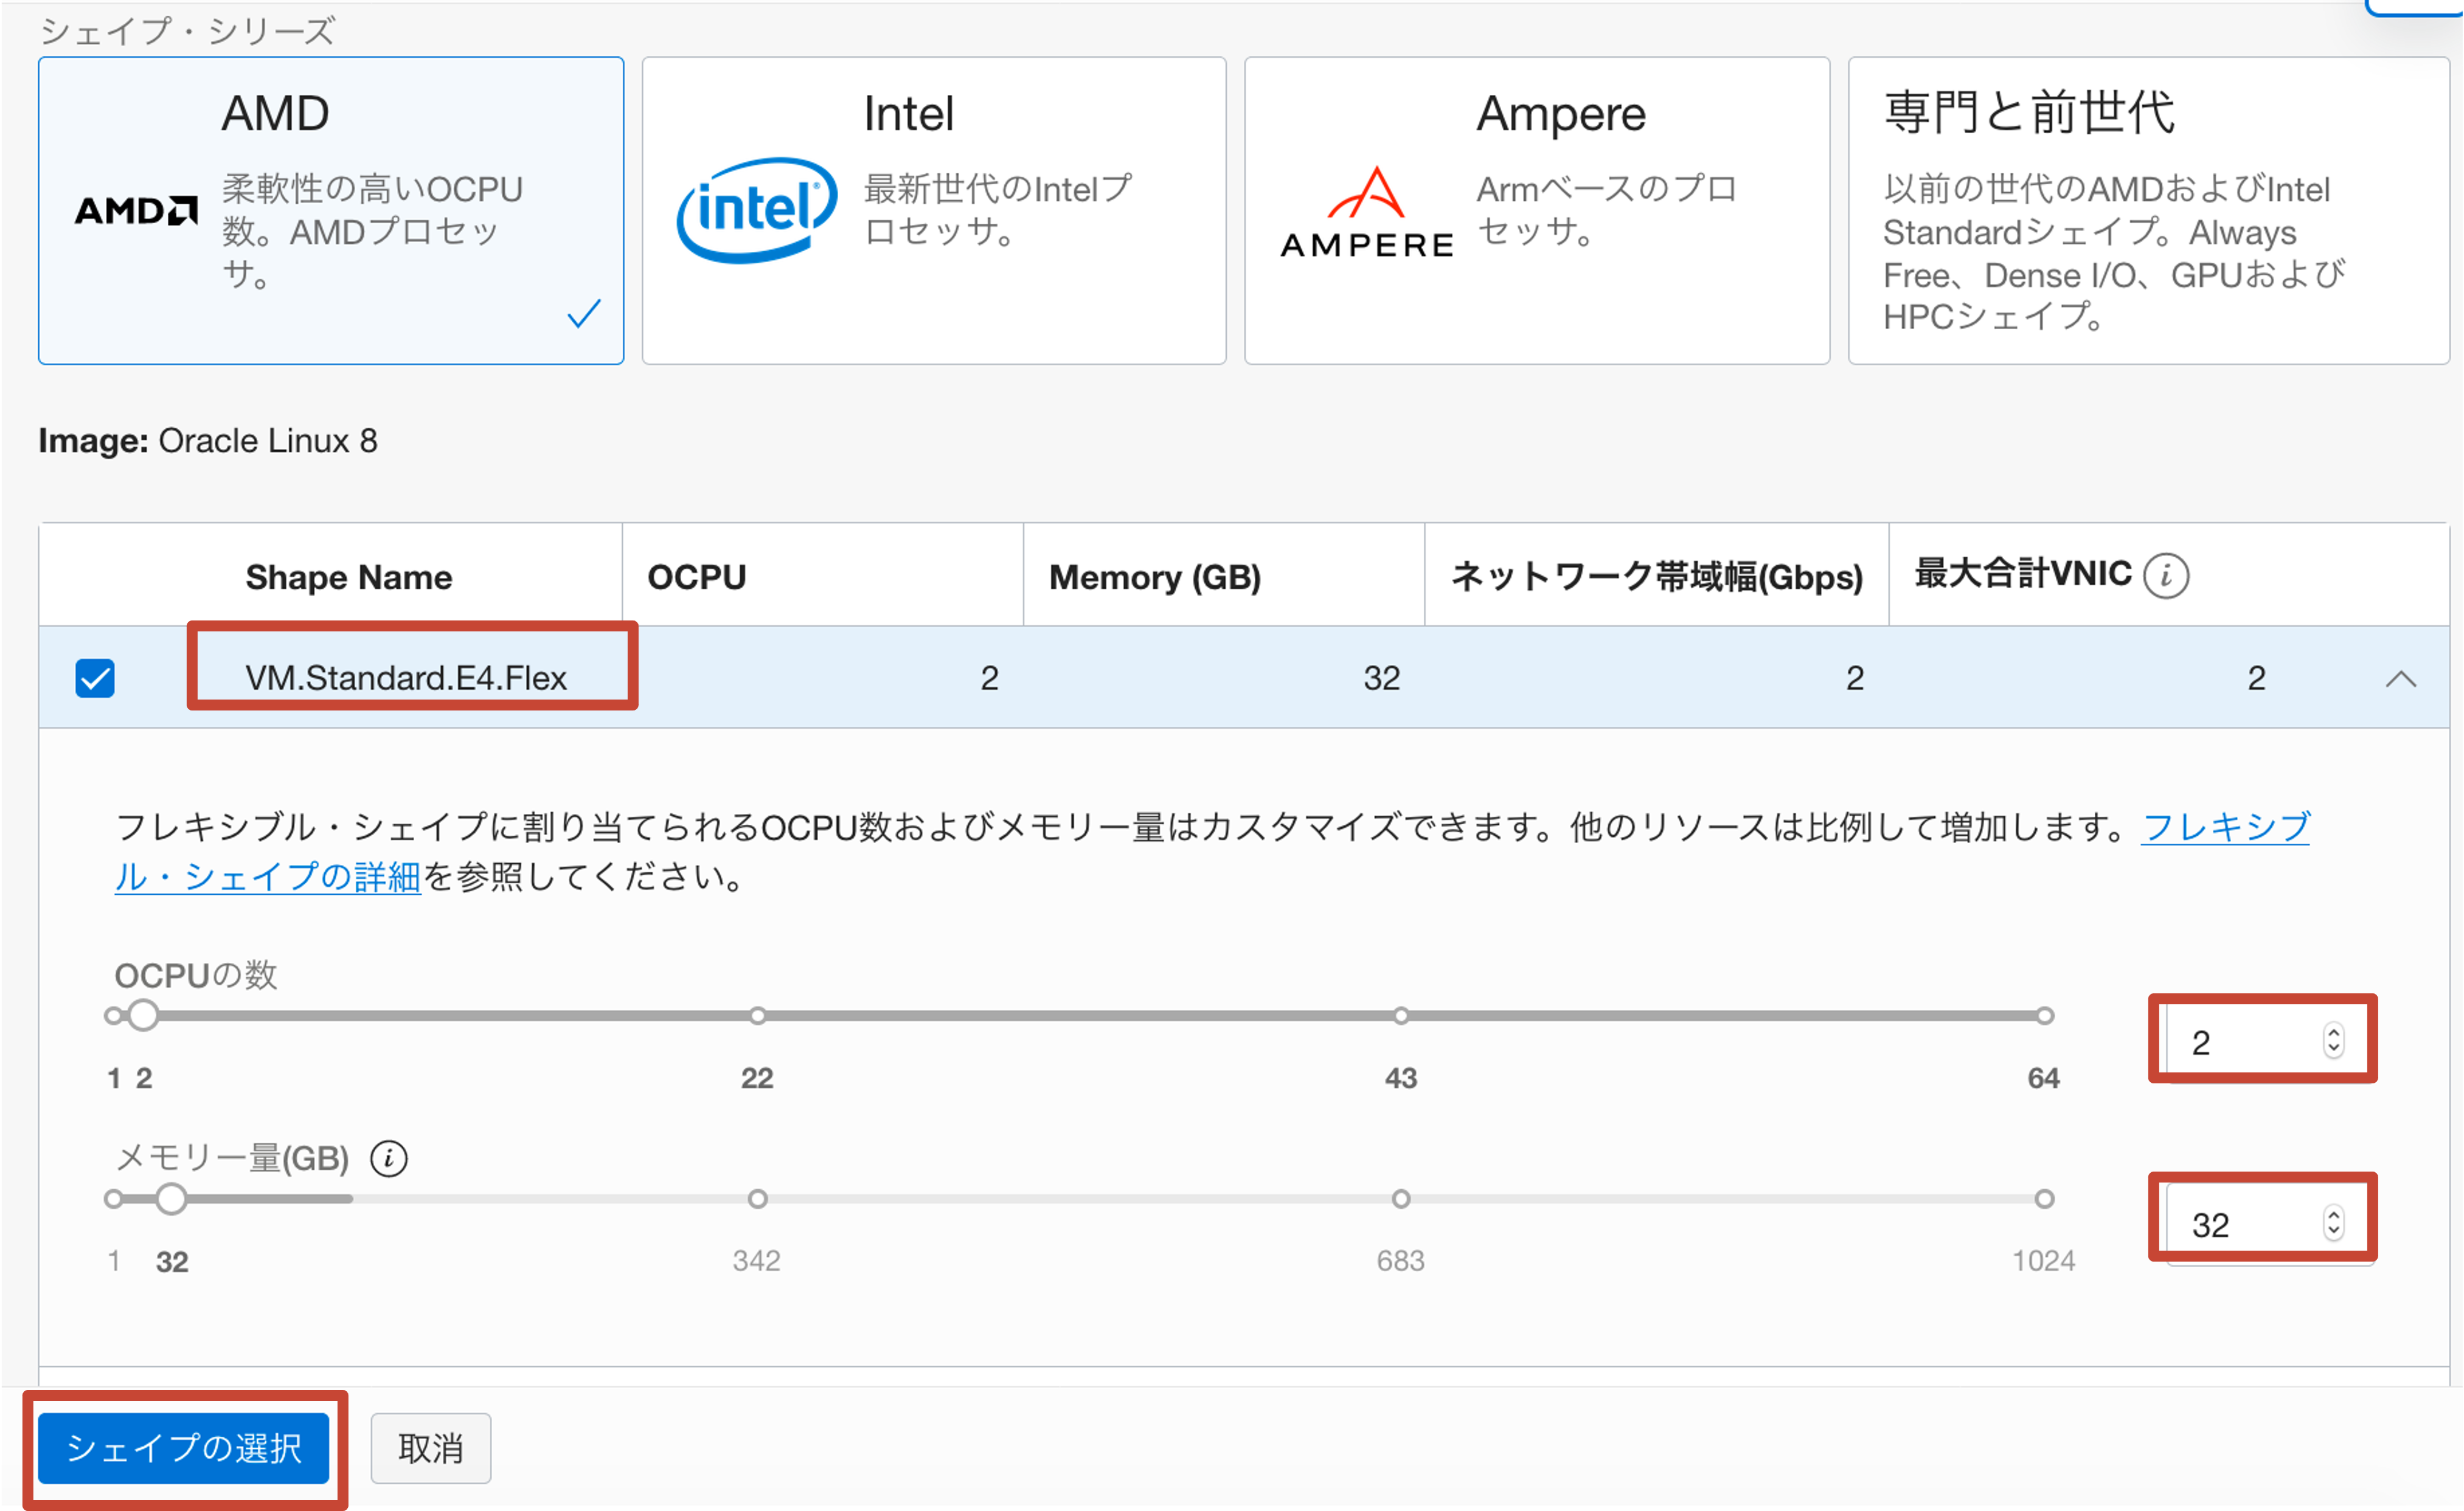 シェイプ・シリーズ
AMD
AMD
柔軟性の高いOCPU
数。AMDプロセッ
サ。
Intel
intel®
最新世代のIntelプ
ロセッサ。
Ampere
AMPERE
Armベースのプロ
セッサ。
専門と前世代
以前の世代のAMDおよびIntel
Standardシェイプ。Always
Free、Dense I/O、GPUおよび
HPCシェイプ。
Image: Oracle Linux 8
Shape Name OCPU Memory (GB) ネットワーク帯域幅(Gbps) 最大合計VNIC i
VM.Standard.E4.Flex 2 32 2 2
フレキシブル・シェイプに割り当てられるOCPU数およびメモリー量はカスタマイズできます。他のリソースは比例して増加します。フレキシブ
ル・シェイプの詳細を参照してください。
OCPUの数
2
1 2 22 43 64
メモリー量(GB) i
32
1 32 342 683 1024
シェイプの選択 取消